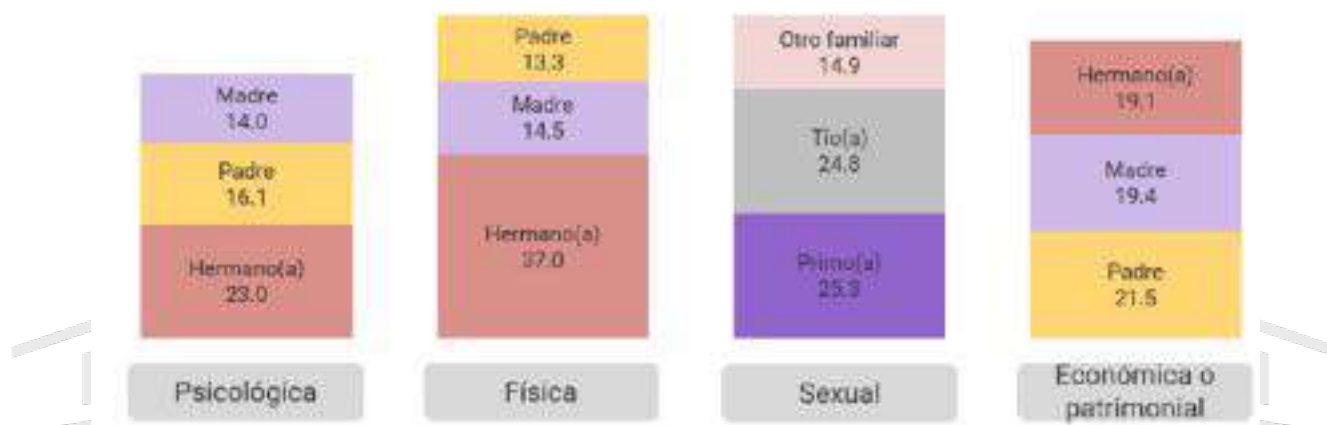 Madre
14.0
Padre
16.1
Hermano(a)
23.0
Psicológica
Padre
13.3
Madre
14.5
Hermano(a)
37.0
Física
Otro familiar
14.9
Tío(a)
24.8
Primo(a)
25.3
Sexual
Hermano(a)
19.1
Madre
19.4
Padre
21.5
Económica o
patrimonial